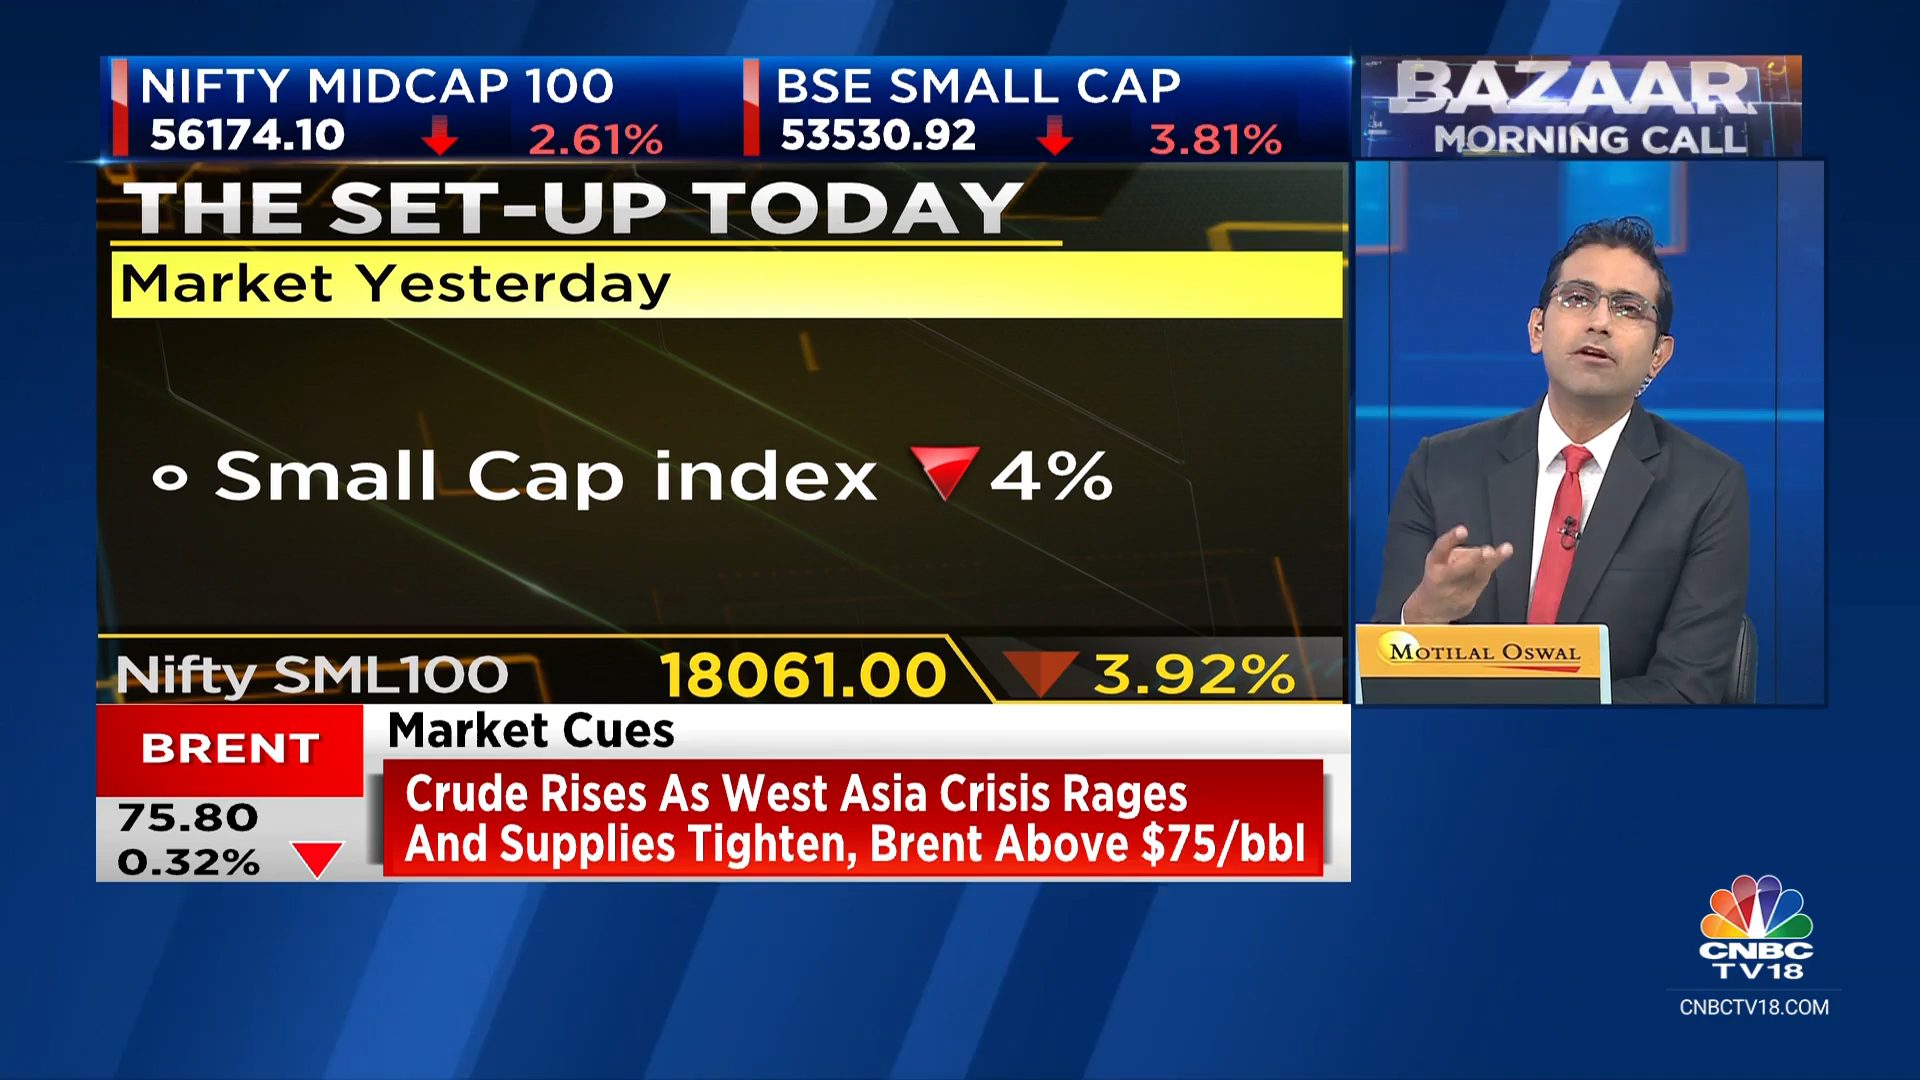 NIFTY MIDCAP 100
56174.10 2.61%
BSE SMALL CAP
53530.92 3.81%
BAZAAR
MORNING CALL
THE SET-UP TODAY
Market Yesterday
Small Cap index 4%
Nifty SML100 18061.00 3.92%
MOTILAL OSWAL
BRENT
75.80
0.32%
Market Cues
Crude Rises As West Asia Crisis Rages
And Supplies Tighten, Brent Above $75/bbl
CNBC
TV18
CNBCTV18.COM